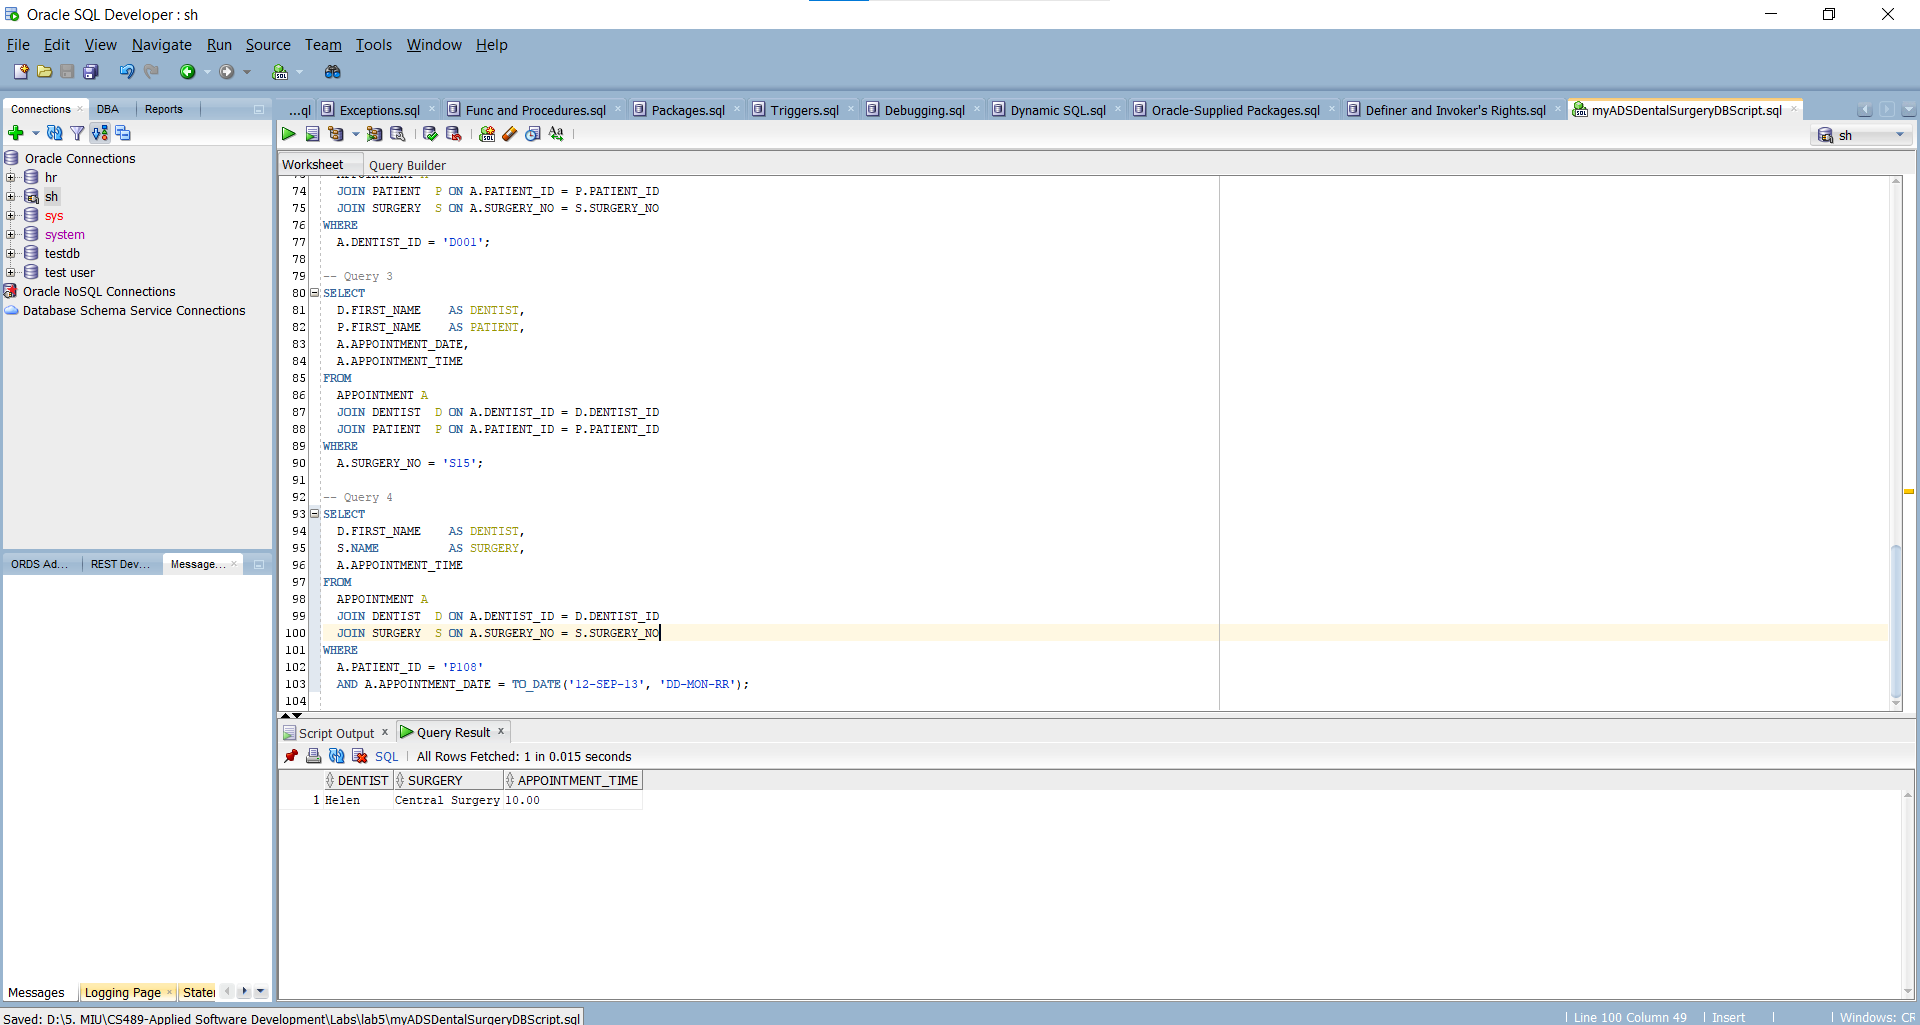 Oracle SQL Developer : sh
File Edit View Navigate Run Source Team Tools Window Help
Connections × DBA Reports
...ql Exceptions.sql × Func and Procedures.sql × Packages.sql × Triggers.sql × Debugging.sql × Dynamic SQL.sql × Oracle-Supplied Packages.sql × Definer and Invoker's Rights.sql × myADSDentalSurgeryDBScript.sql ×
sh
Oracle Connections
hr
sh
sys
system
testdb
test user
Oracle NoSQL Connections
Database Schema Service Connections
Worksheet Query Builder
74 JOIN PATIENT P ON A.PATIENT_ID = P.PATIENT_ID
75 JOIN SURGERY S ON A.SURGERY_NO = S.SURGERY_NO
76 WHERE
77 A.DENTIST_ID = 'D001';
78
79 -- Query 3
80 SELECT
81 D.FIRST_NAME AS DENTIST,
82 P.FIRST_NAME AS PATIENT,
83 A.APPOINTMENT_DATE,
84 A.APPOINTMENT_TIME
85 FROM
86 APPOINTMENT A
87 JOIN DENTIST D ON A.DENTIST_ID = D.DENTIST_ID
88 JOIN PATIENT P ON A.PATIENT_ID = P.PATIENT_ID
89 WHERE
90 A.SURGERY_NO = 'S15';
91
92 -- Query 4
93 SELECT
94 D.FIRST_NAME AS DENTIST,
95 S.NAME AS SURGERY,
96 A.APPOINTMENT_TIME
97 FROM
98 APPOINTMENT A
99 JOIN DENTIST D ON A.DENTIST_ID = D.DENTIST_ID
100 JOIN SURGERY S ON A.SURGERY_NO = S.SURGERY_NO
101 WHERE
102 A.PATIENT_ID = 'P108'
103 AND A.APPOINTMENT_DATE = TO_DATE('12-SEP-13', 'DD-MON-RR');
104
ORDS Ad... REST Dev... Message... ×
Script Output × Query Result ×
SQL All Rows Fetched: 1 in 0.015 seconds
DENTIST SURGERY APPOINTMENT_TIME
1 Helen Central Surgery 10.00
Messages Logging Page × Stater
Saved: D:\5. MIU\CS489-Applied Software Development\Labs\lab5\myADSDentalSurgeryDBScript.sql
Line 100 Column 49 Insert Windows: CR